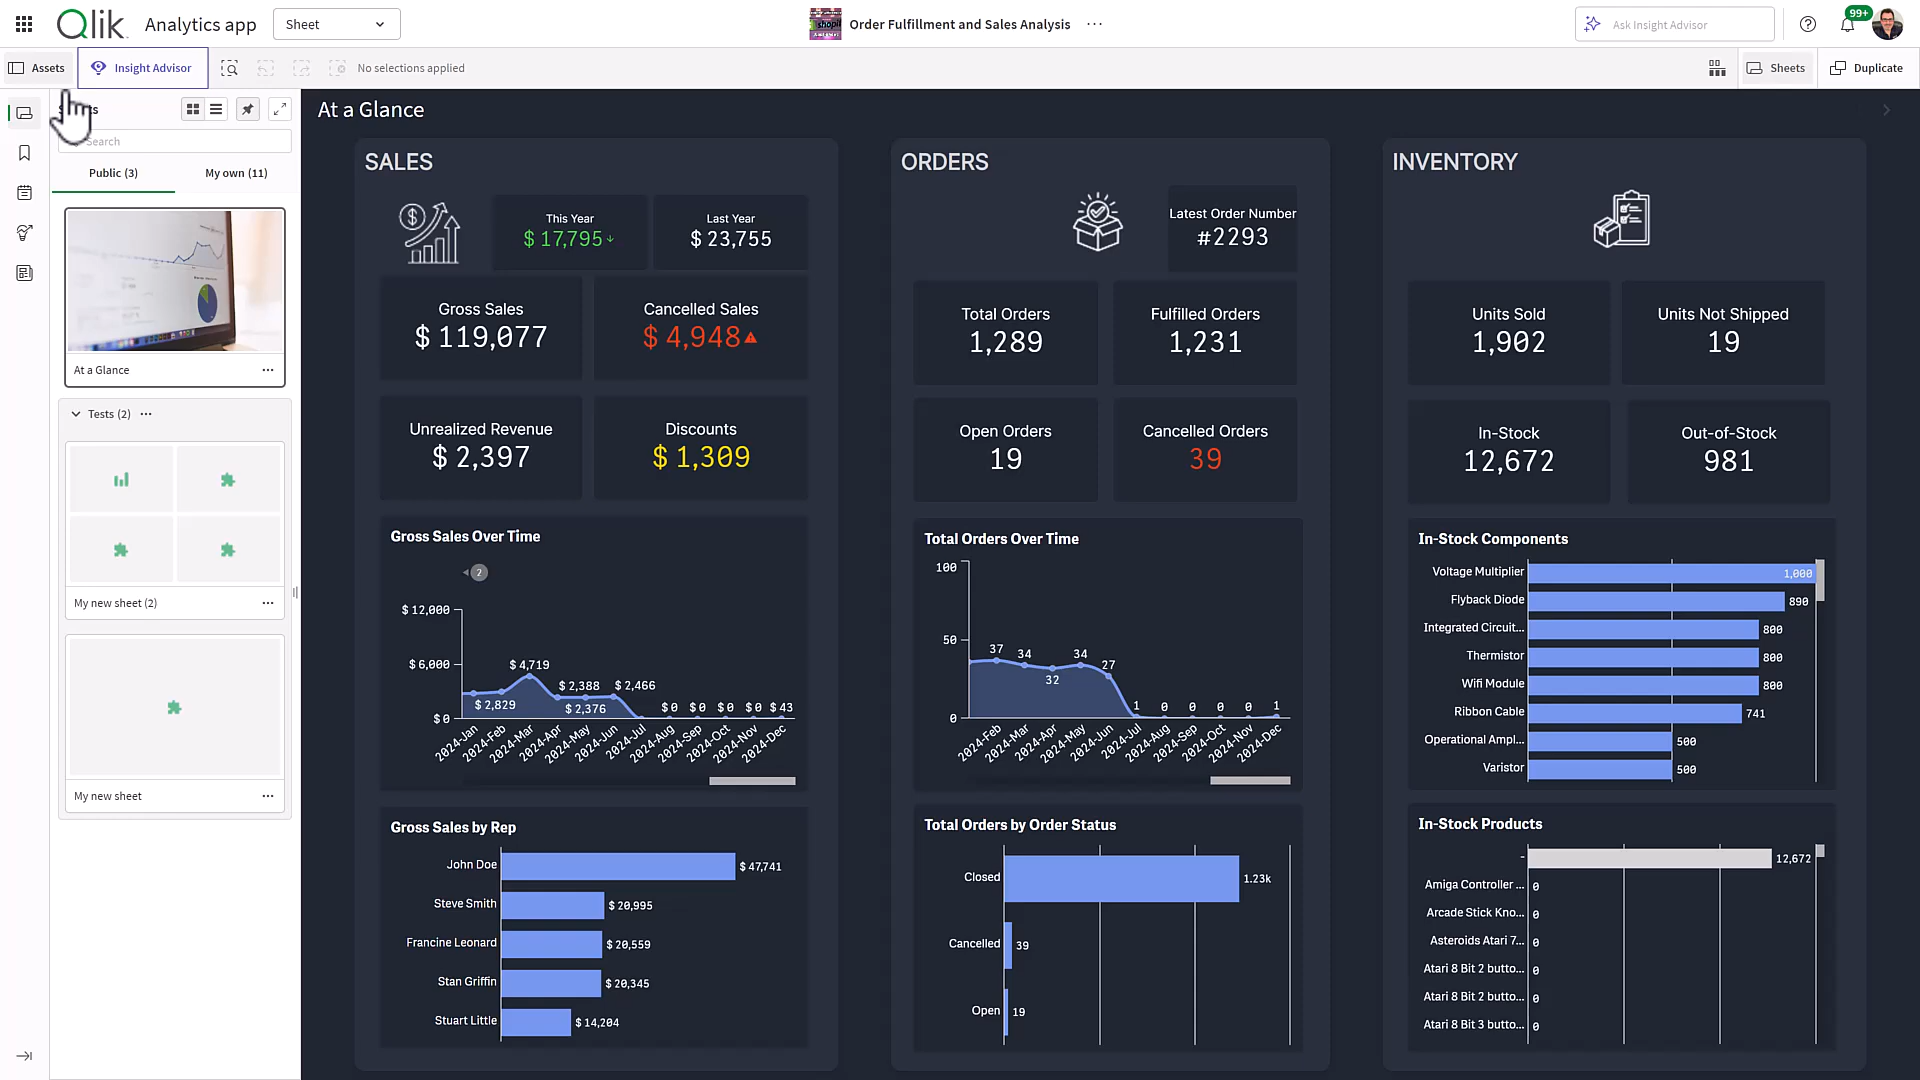 Qlik
Analytics app
Sheet
Order Fulfillment and Sales Analysis
Ask Insight Advisor
99+
Assets
Insight Advisor
No selections applied
Sheets
Duplicate
Search
Public (3)
My own (11)
At a Glance
Tests (2)
My new sheet (2)
My new sheet
At a Glance
SALES
This Year
$ 17,795
Last Year
$ 23,755
Gross Sales
$ 119,077
Cancelled Sales
$ 4,948
Unrealized Revenue
$ 2,397
Discounts
$ 1,309
Gross Sales Over Time
2
$ 12,000
$ 6,000
$ 0
$ 2,829
$ 4,719
$ 2,388
$ 2,376
$ 2,466
$ 0
$ 0
$ 0
$ 0
$ 43
2024-Jan
2024-Feb
2024-Mar
2024-Apr
2024-May
2024-Jun
2024-Jul
2024-Aug
2024-Sep
2024-Oct
2024-Nov
2024-Dec
Gross Sales by Rep
John Doe
$ 47,741
Steve Smith
$ 20,995
Francine Leonard
$ 20,559
Stan Griffin
$ 20,345
Stuart Little
$ 14,204
ORDERS
Latest Order Number
#2293
Total Orders
1,289
Fulfilled Orders
1,231
Open Orders
19
Cancelled Orders
39
Total Orders Over Time
100
50
0
37
34
32
34
27
1
0
0
0
0
1
2024-Feb
2024-Mar
2024-Apr
2024-May
2024-Jun
2024-Jul
2024-Aug
2024-Sep
2024-Oct
2024-Nov
2024-Dec
Total Orders by Order Status
Closed
1.23k
Cancelled
39
Open
19
INVENTORY
Units Sold
1,902
Units Not Shipped
19
In-Stock
12,672
Out-of-Stock
981
In-Stock Components
Voltage Multiplier
1,000
Flyback Diode
890
Integrated Circuit...
800
Thermistor
800
Wifi Module
800
Ribbon Cable
741
Operational Ampl...
500
Varistor
500
In-Stock Products
-
12,672
Amiga Controller ...
0
Arcade Stick Kno...
0
Asteroids Atari 7...
0
Atari 8 Bit 2 butto...
0
Atari 8 Bit 2 butto...
0
Atari 8 Bit 3 butto...
0